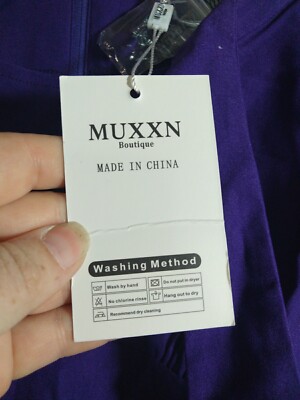 MUXXN
Boutique
MADE IN CHINA
Washing Method
Wash by hand
Do not put in dryer
No chlorine clean
Hang out to dry
Recommend dry cleaning